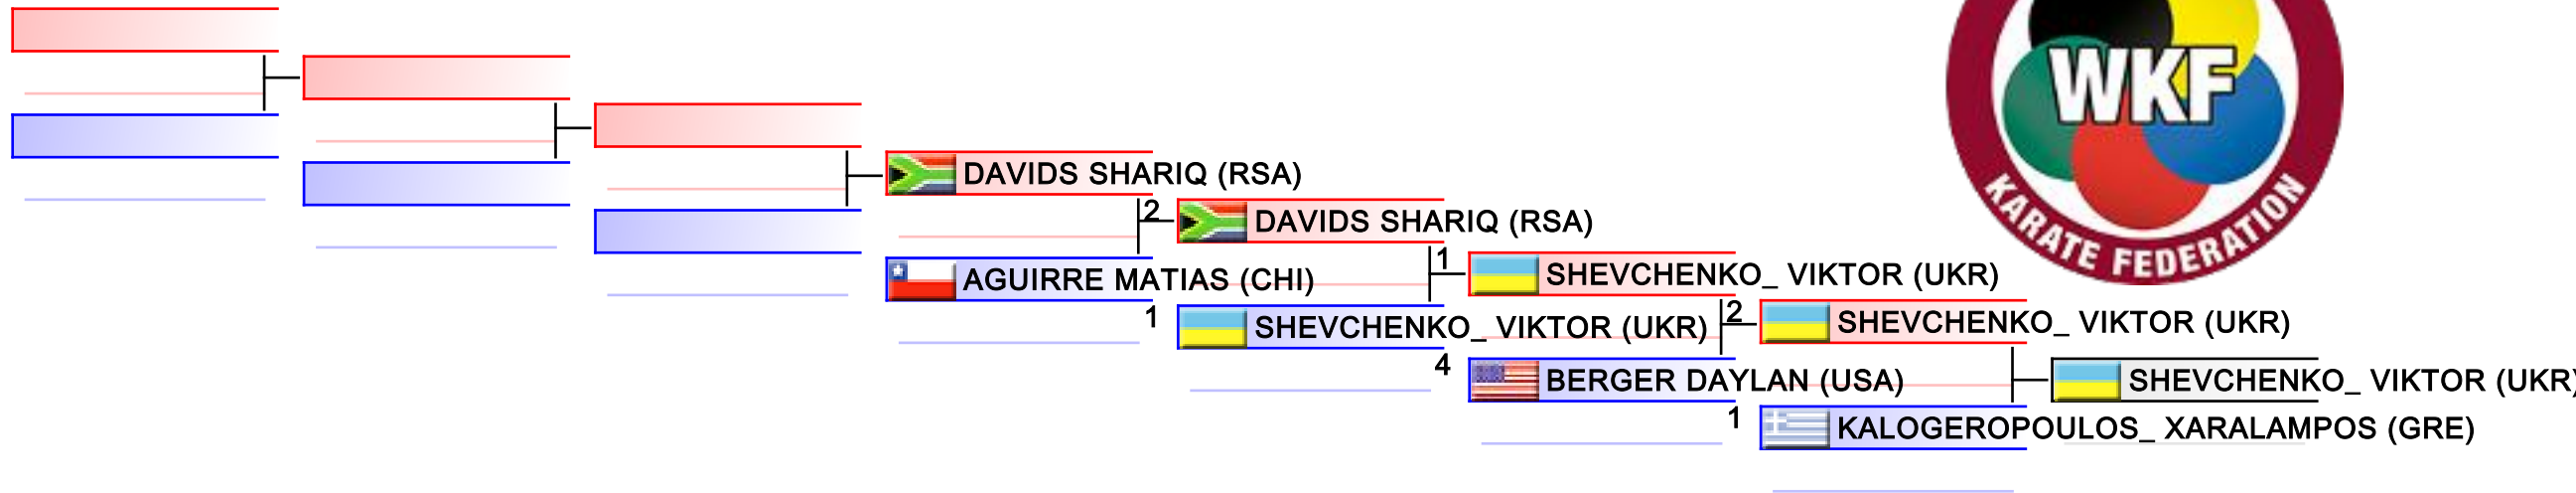 WKF
KARATE FEDERATION
DAVIDS SHARIQ (RSA)
2
DAVIDS SHARIQ (RSA)
1
AGUIRRE MATIAS (CHI)
1
SHEVCHENKO_ VIKTOR (UKR)
2
SHEVCHENKO_ VIKTOR (UKR)
4
SHEVCHENKO_ VIKTOR (UKR)
BERGER DAYLAN (USA)
1
SHEVCHENKO_ VIKTOR (UKR)
KALOGEROPOULOS_ XARALAMPOS (GRE)